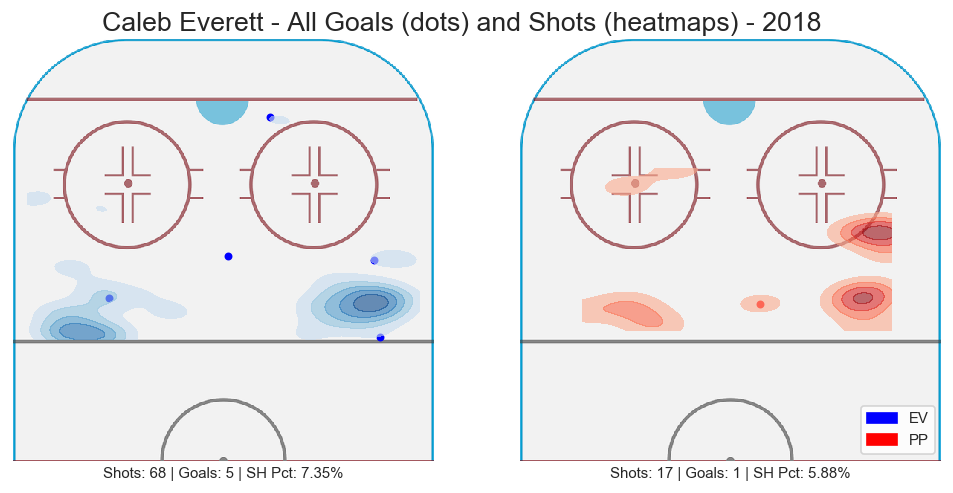 Caleb Everett - All Goals (dots) and Shots (heatmaps) - 2018
EV
PP
Shots: 68 | Goals: 5 | SH Pct: 7.35%
Shots: 17 | Goals: 1 | SH Pct: 5.88%